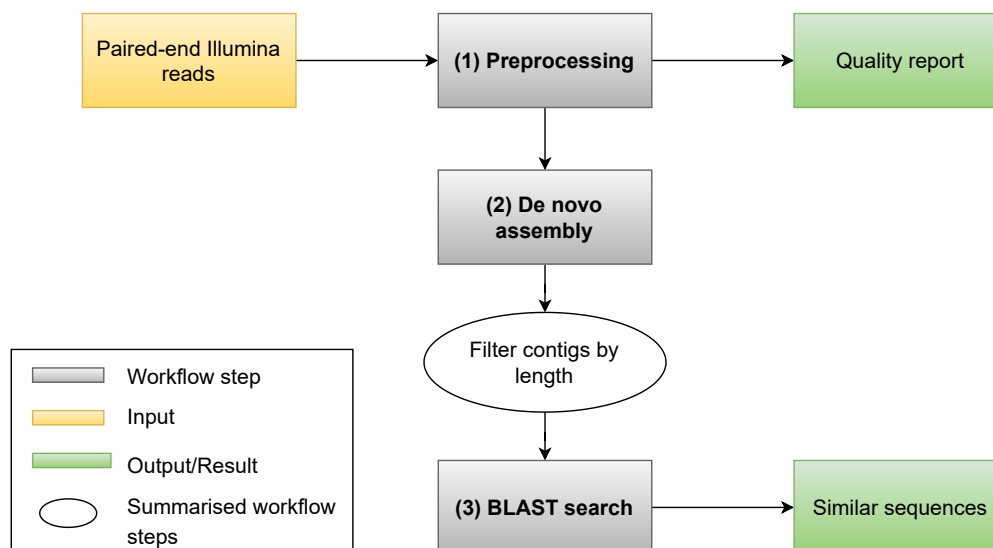 Paired-end Illumina
reads
(1) Preprocessing
Quality report
(2) De novo
assembly
Filter contigs by
length
(3) BLAST search
Similar sequences
Workflow step
Input
Output/Result
Summarised workflow
steps